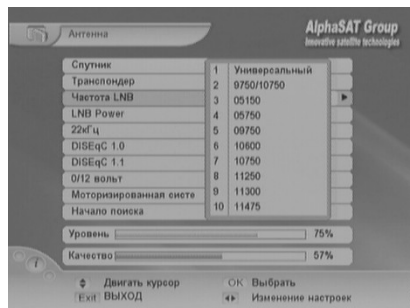 Антенна
AlphaSAT Group
Innovative satellite technologies
Спутник
Транспондер
Частота LNB
LNB Power
22кГц
DISEqC 1.0
DISEqC 1.1
0/12 вольт
Моторизированная систе
Начало поиска
1 Универсальный
2 9750/10750
3 05150
4 05750
5 09750
6 10600
7 10750
8 11250
9 11300
10 11475
Уровень 75%
Качество 57%
Двигать курсор
OK Выбрать
Exit ВЫХОД
Изменение настроек